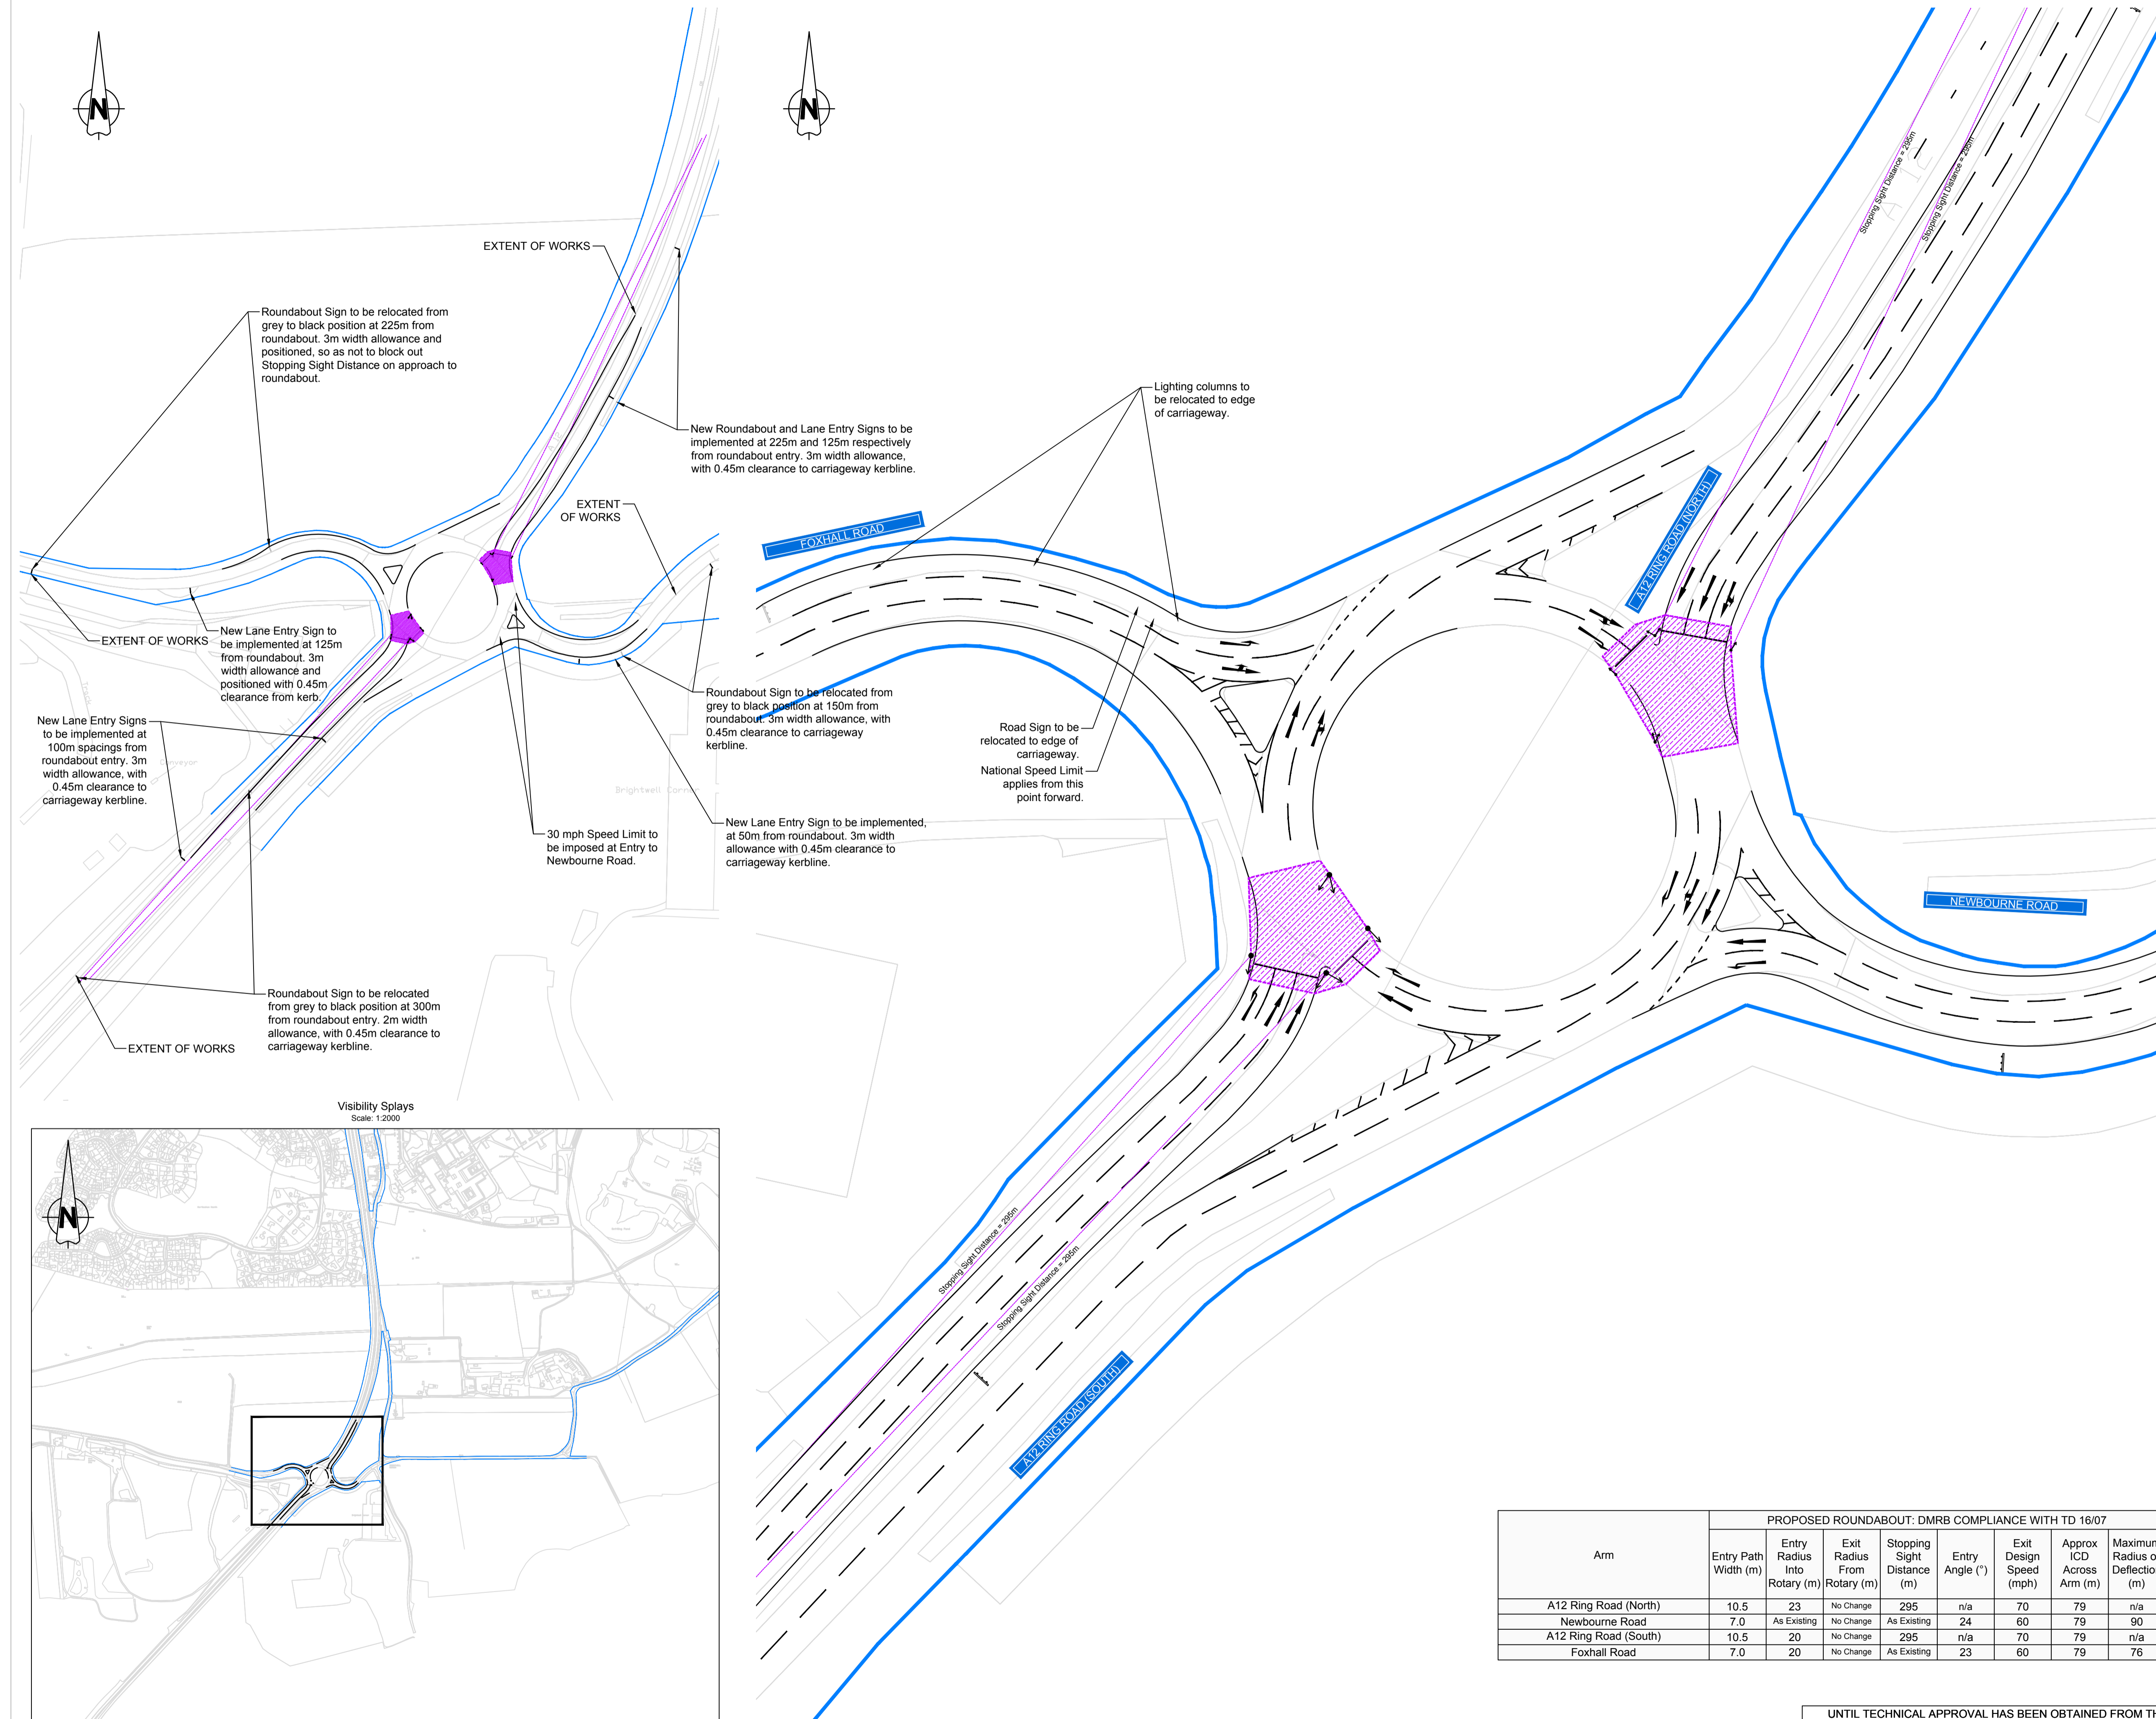 N
N
EXTENT OF WORKS
Roundabout Sign to be relocated from
grey to black position at 225m from
roundabout. 3m width allowance and
positioned, so as not to block out
Stopping Sight Distance on approach to
roundabout.
New Roundabout and Lane Entry Signs to be
implemented at 225m and 125m respectively
from roundabout entry. 3m width allowance,
with 0.45m clearance to carriageway kerbline.
EXTENT
OF WORKS
EXTENT OF WORKS
New Lane Entry Sign to
be implemented at 125m
from roundabout. 3m
width allowance and
positioned with 0.45m
clearance from kerb.
Track
New Lane Entry Signs
to be implemented at
100m spacings from
roundabout entry. 3m
width allowance, with
0.45m clearance to
carriageway kerbline.
Conveyor
Roundabout Sign to be relocated from
grey to black position at 150m from
roundabout. 3m width allowance, with
0.45m clearance to carriageway
kerbline.
Brightwell Corner
30 mph Speed Limit to
be imposed at Entry to
Newbourne Road.
New Lane Entry Sign to be implemented,
at 50m from roundabout. 3m width
allowance with 0.45m clearance to
carriageway kerbline.
Roundabout Sign to be relocated
from grey to black position at 300m
from roundabout entry. 2m width
allowance, with 0.45m clearance to
carriageway kerbline.
EXTENT OF WORKS
Visibility Splays
Scale: 1:2000
N
Stopping Sight Distance = 295m
Stopping Sight Distance = 295m
Lighting columns to
be relocated to edge
of carriageway.
FOXHALL ROAD
A12 RING ROAD (NORTH)
Road Sign to be
relocated to edge of
carriageway.
National Speed Limit
applies from this
point forward.
NEWBOURNE ROAD
Stopping Sight Distance = 295m
Stopping Sight Distance = 295m
A12 RING ROAD (SOUTH)
PROPOSED ROUNDABOUT: DMRB COMPLIANCE WITH TD 16/07
Arm Entry Path Width (m) Entry Radius Into Rotary (m) Exit Radius From Rotary (m) Stopping Sight Distance (m) Entry Angle (°) Exit Design Speed (mph) Approx ICD Across Arm (m) Maximum Radius of Deflection (m)
A12 Ring Road (North) 10.5 23 No Change 295 n/a 70 79 n/a
Newbourne Road 7.0 As Existing No Change As Existing 24 60 79 90
A12 Ring Road (South) 10.5 20 No Change 295 n/a 70 79 n/a
Foxhall Road 7.0 20 No Change As Existing 23 60 79 76
UNTIL TECHNICAL APPROVAL HAS BEEN OBTAINED FROM TH